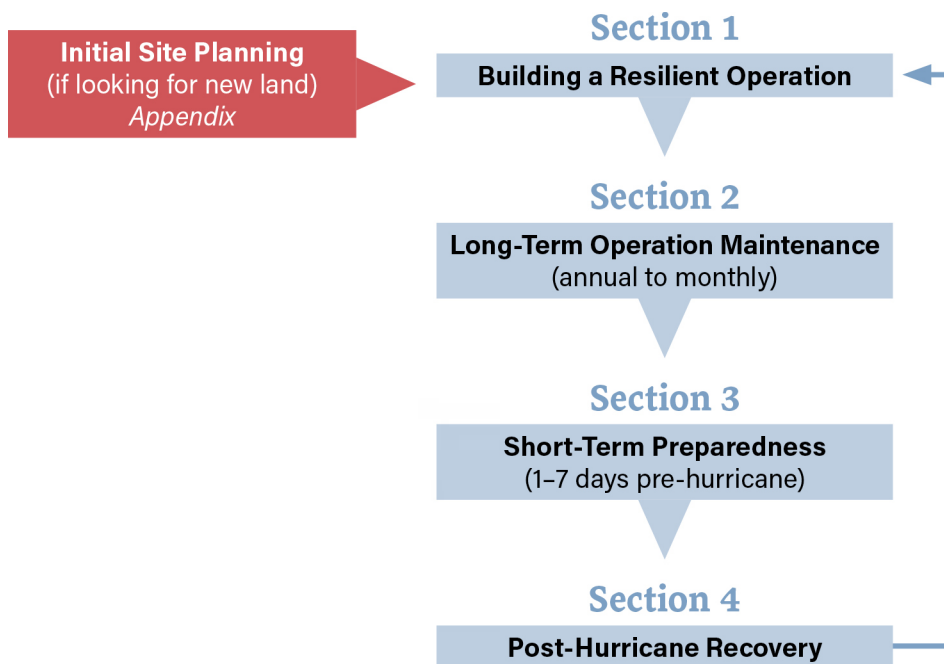 Initial Site Planning
(if looking for new land)
Appendix
Section 1
Building a Resilient Operation
Section 2
Long-Term Operation Maintenance
(annual to monthly)
Section 3
Short-Term Preparedness
(1–7 days pre-hurricane)
Section 4
Post-Hurricane Recovery